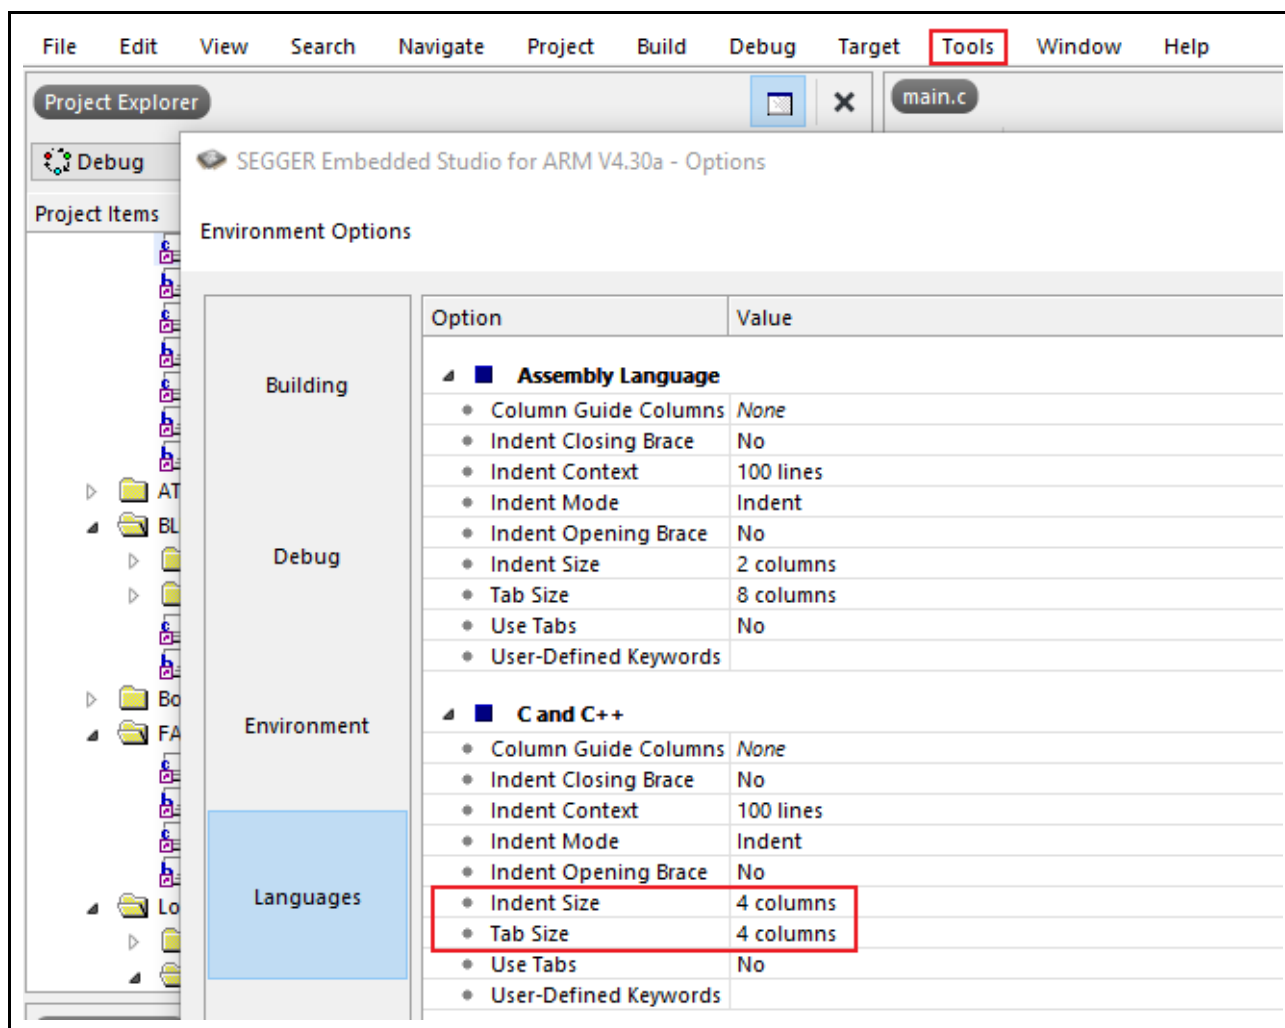 File Edit View Search Navigate Project Build Debug Target Tools Window Help
Project Explorer
main.c
Debug
SEGGER Embedded Studio for ARM V4.30a - Options
Project Items
Environment Options
Option Value
Assembly Language
Building
Column Guide Columns None
Indent Closing Brace No
Indent Context 100 lines
AT
Indent Mode Indent
BL
Indent Opening Brace No
Debug
Indent Size 2 columns
Tab Size 8 columns
Use Tabs No
User-Defined Keywords
Bo
C and C++
Environment
FA
Column Guide Columns None
Indent Closing Brace No
Indent Context 100 lines
Indent Mode Indent
Indent Opening Brace No
Languages
Indent Size 4 columns
Lo
Tab Size 4 columns
Use Tabs No
User-Defined Keywords